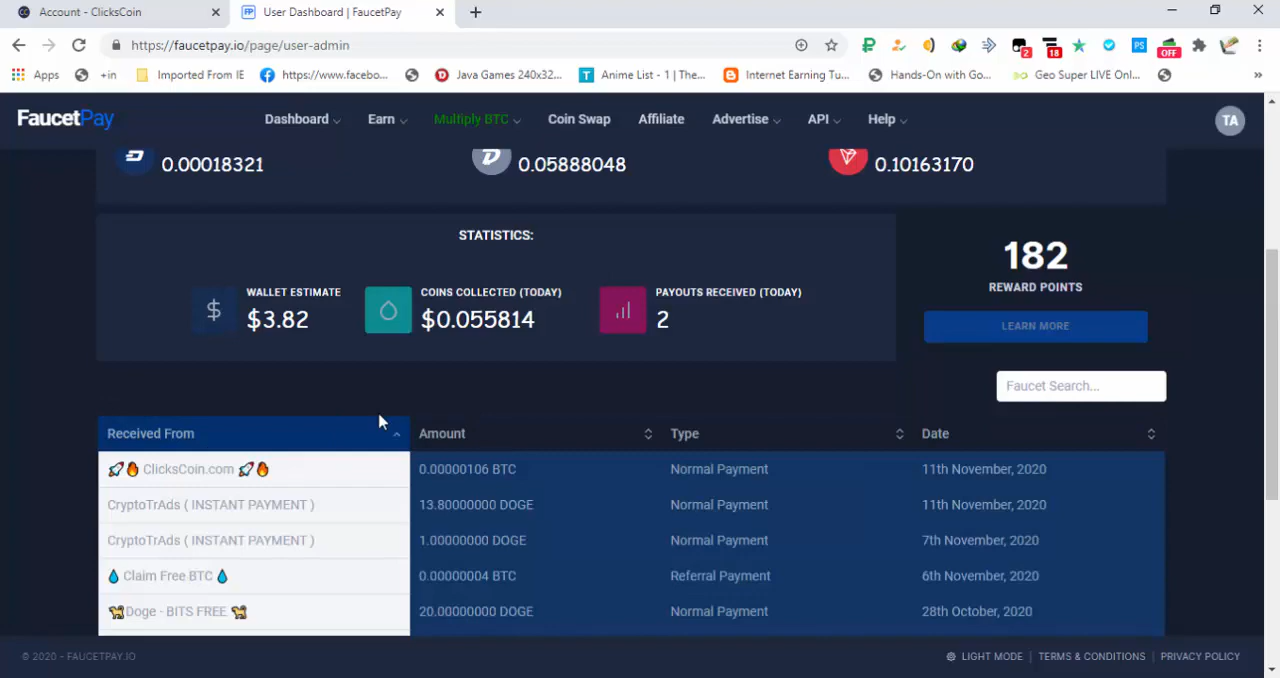 Account - ClicksCoin
User Dashboard | FaucetPay
https://faucetpay.io/page/user-admin
2
18
PS
OFF
Apps
+in
Imported From IE
https://www.facebo...
Java Games 240x32...
Anime List - 1 | The...
Internet Earning Tu...
Hands-On with Go...
Geo Super LIVE Onl...
»
FaucetPay
Dashboard
Earn
Multiply BTC
Coin Swap
Affiliate
Advertise
API
Help
TA
0.00018321
0.05888048
0.10163170
STATISTICS:
WALLET ESTIMATE
$3.82
COINS COLLECTED (TODAY)
$0.055814
PAYOUTS RECEIVED (TODAY)
2
182
REWARD POINTS
LEARN MORE
Faucet Search...
Received From Amount Type Date
🚀🔥 ClicksCoin.com 🚀🔥 0.00000106 BTC Normal Payment 11th November, 2020
CryptoTrAds ( INSTANT PAYMENT ) 13.80000000 DOGE Normal Payment 11th November, 2020
CryptoTrAds ( INSTANT PAYMENT ) 1.00000000 DOGE Normal Payment 7th November, 2020
💧 Claim Free BTC 💧 0.00000004 BTC Referral Payment 6th November, 2020
🐕Doge - BITS FREE 🐕 20.00000000 DOGE Normal Payment 28th October, 2020
© 2020 - FAUCETPAY.IO
LIGHT MODE | TERMS & CONDITIONS | PRIVACY POLICY